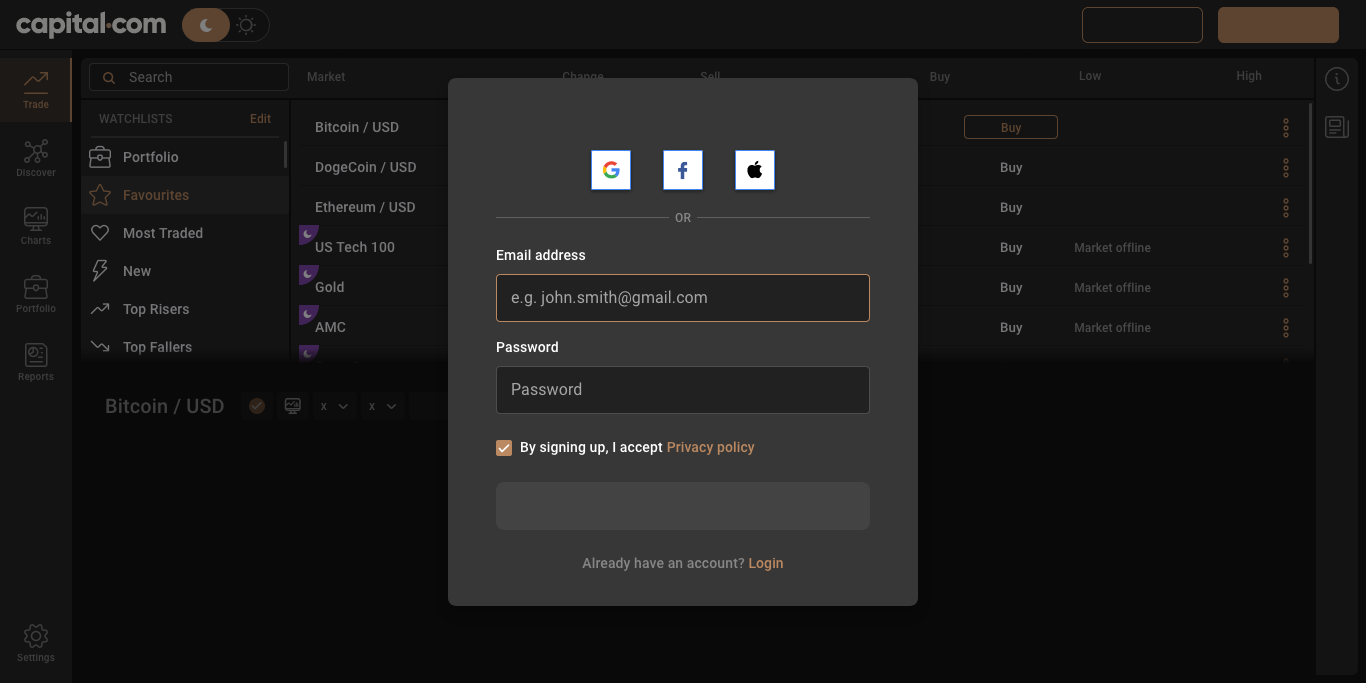 capital.com
Search
Market
Change
Sell
Buy
Low
High
Trade
Discover
Charts
Portfolio
Reports
Settings
WATCHLISTS
Edit
Portfolio
Favourites
Most Traded
New
Top Risers
Top Fallers
Bitcoin / USD
Buy
DogeCoin / USD
Buy
Ethereum / USD
Buy
US Tech 100
Buy
Market offline
Gold
Buy
Market offline
AMC
Buy
Market offline
Bitcoin / USD
x
x
OR
Email address
e.g. john.smith@gmail.com
Password
Password
By signing up, I accept Privacy policy
Already have an account? Login